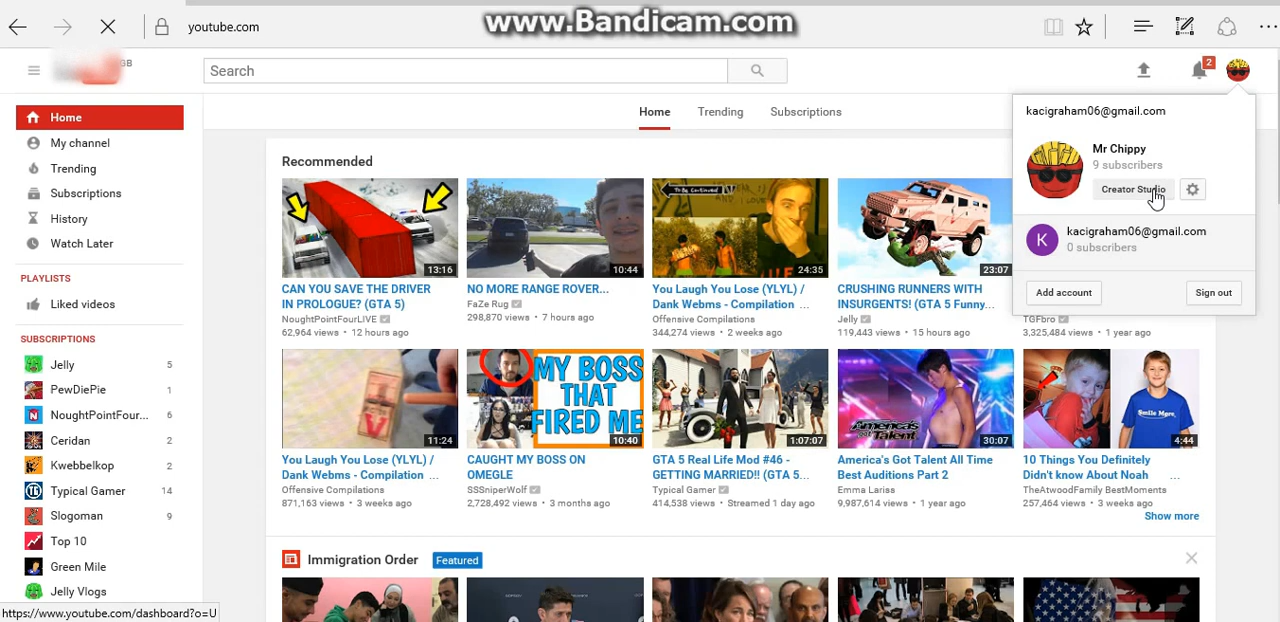 www.Bandicam.com
youtube.com
GB
Search
2
Home
Trending
Subscriptions
kacigraham06@gmail.com
Mr Chippy
9 subscribers
Creator Studio
K
kacigraham06@gmail.com
0 subscribers
Add account
Sign out
Home
My channel
Trending
Subscriptions
History
Watch Later
PLAYLISTS
Liked videos
SUBSCRIPTIONS
Jelly 5
PewDiePie 1
NoughtPointFour... 6
Ceridan 2
Kwebbelkop 2
Typical Gamer 14
Slogoman 9
Top 10
Green Mile
Jelly Vlogs
https://www.youtube.com/dashboard?o=U
Recommended
13:16
CAN YOU SAVE THE DRIVER
IN PROLOGUE? (GTA 5)
NoughtPointFourLIVE
62,964 views • 12 hours ago
10:44
NO MORE RANGE ROVER...
FaZe Rug
298,870 views • 7 hours ago
To Be Continued
24:35
You Laugh You Lose (YLYL) /
Dank Webms - Compilation ...
Offensive Compilations
344,274 views • 2 weeks ago
23:07
CRUSHING RUNNERS WITH
INSURGENTS! (GTA 5 Funny...
Jelly
119,443 views • 15 hours ago
TGFbro
3,325,484 views • 1 year ago
11:24
You Laugh You Lose (YLYL) /
Dank Webms - Compilation ...
Offensive Compilations
871,163 views • 3 weeks ago
MY BOSS
THAT
FIRED ME
10:40
CAUGHT MY BOSS ON
OMEGLE
SSSniperWolf
2,728,492 views • 3 months ago
1:07:07
GTA 5 Real Life Mod #46 -
GETTING MARRIED!! (GTA 5...
Typical Gamer
414,538 views • Streamed 1 day ago
America's
Got Talent
30:07
America's Got Talent All Time
Best Auditions Part 2
Emma Larisa
9,987,614 views • 1 year ago
Smile More.
4:44
10 Things You Definitely
Didn't know About Noah ...
TheAtwoodFamily BestMoments
257,464 views • 3 weeks ago
Show more
Immigration Order
Featured